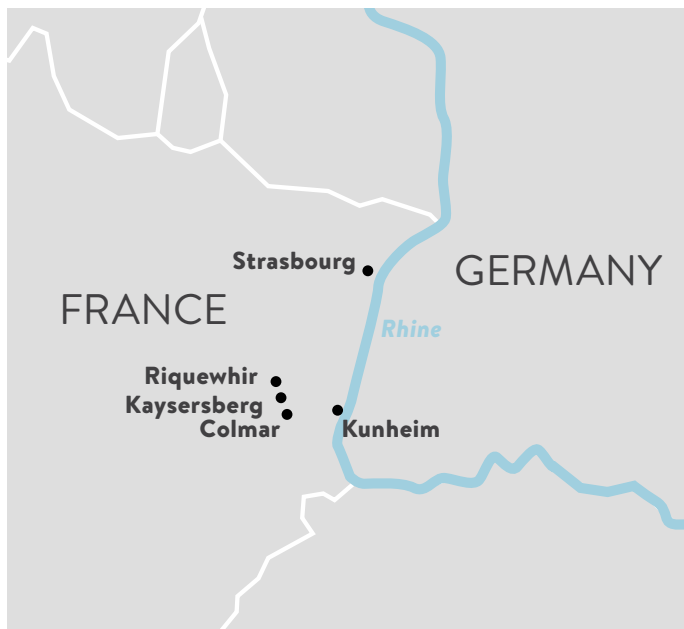 Strasbourg
GERMANY
FRANCE
Rhine
Riquewhir
Kaysersberg
Colmar
Kunheim